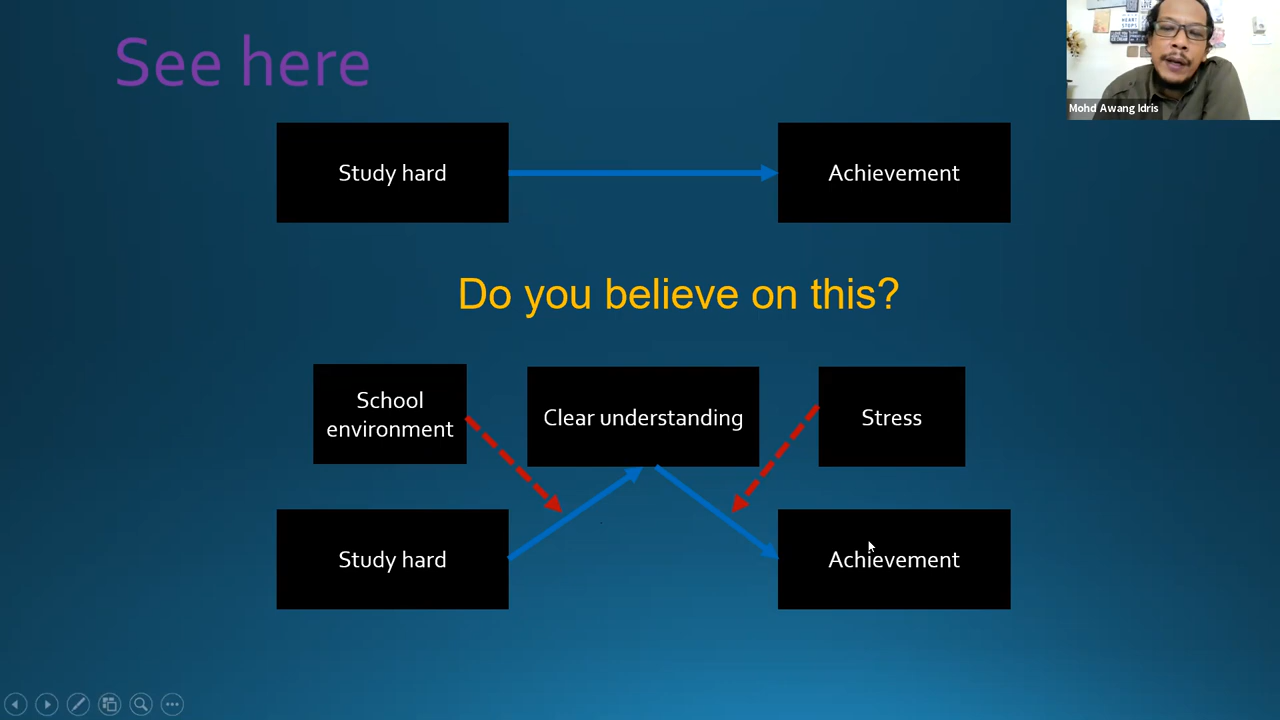 See here
Mohd Awang Idris
Study hard
Achievement
Do you believe on this?
School
environment
Clear understanding
Stress
Study hard
Achievement